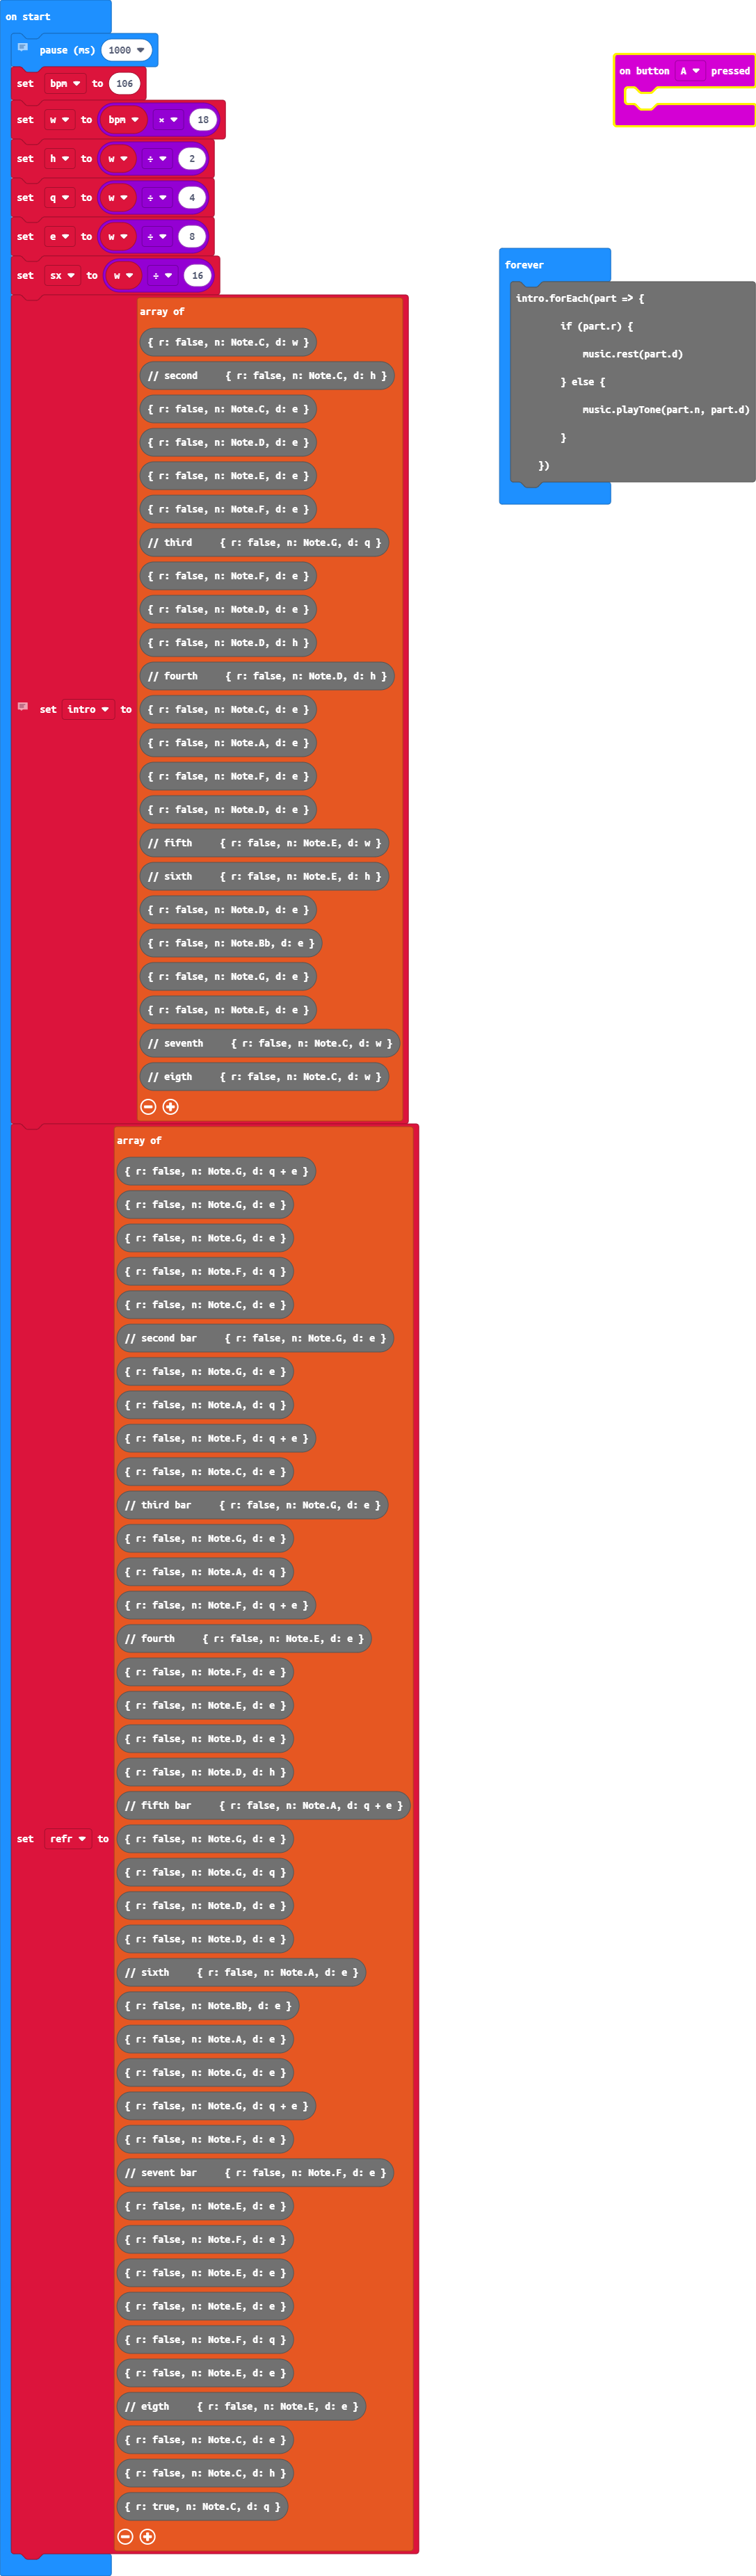 on start
pause (ms) 1000
set bpm to 106
set w to bpm × 18
set h to w ÷ 2
set q to w ÷ 4
set e to w ÷ 8
set sx to w ÷ 16
set intro to
array of
{ r: false, n: Note.C, d: w }
// second { r: false, n: Note.C, d: h }
{ r: false, n: Note.C, d: e }
{ r: false, n: Note.D, d: e }
{ r: false, n: Note.E, d: e }
{ r: false, n: Note.F, d: e }
// third { r: false, n: Note.G, d: q }
{ r: false, n: Note.F, d: e }
{ r: false, n: Note.D, d: e }
{ r: false, n: Note.D, d: h }
// fourth { r: false, n: Note.D, d: h }
{ r: false, n: Note.C, d: e }
{ r: false, n: Note.A, d: e }
{ r: false, n: Note.F, d: e }
{ r: false, n: Note.D, d: e }
// fifth { r: false, n: Note.E, d: w }
// sixth { r: false, n: Note.E, d: h }
{ r: false, n: Note.D, d: e }
{ r: false, n: Note.Bb, d: e }
{ r: false, n: Note.G, d: e }
{ r: false, n: Note.E, d: e }
// seventh { r: false, n: Note.C, d: w }
// eigth { r: false, n: Note.C, d: w }
set refr to
array of
{ r: false, n: Note.G, d: q + e }
{ r: false, n: Note.G, d: e }
{ r: false, n: Note.G, d: e }
{ r: false, n: Note.F, d: q }
{ r: false, n: Note.C, d: e }
// second bar { r: false, n: Note.G, d: e }
{ r: false, n: Note.G, d: e }
{ r: false, n: Note.A, d: q }
{ r: false, n: Note.F, d: q + e }
{ r: false, n: Note.C, d: e }
// third bar { r: false, n: Note.G, d: e }
{ r: false, n: Note.G, d: e }
{ r: false, n: Note.A, d: q }
{ r: false, n: Note.F, d: q + e }
// fourth { r: false, n: Note.E, d: e }
{ r: false, n: Note.F, d: e }
{ r: false, n: Note.E, d: e }
{ r: false, n: Note.D, d: e }
{ r: false, n: Note.D, d: h }
// fifth bar { r: false, n: Note.A, d: q + e }
{ r: false, n: Note.G, d: e }
{ r: false, n: Note.G, d: q }
{ r: false, n: Note.D, d: e }
{ r: false, n: Note.D, d: e }
// sixth { r: false, n: Note.A, d: e }
{ r: false, n: Note.Bb, d: e }
{ r: false, n: Note.A, d: e }
{ r: false, n: Note.G, d: e }
{ r: false, n: Note.G, d: q + e }
{ r: false, n: Note.F, d: e }
// sevent bar { r: false, n: Note.F, d: e }
{ r: false, n: Note.E, d: e }
{ r: false, n: Note.F, d: e }
{ r: false, n: Note.E, d: e }
{ r: false, n: Note.E, d: e }
{ r: false, n: Note.F, d: q }
{ r: false, n: Note.E, d: e }
// eigth { r: false, n: Note.E, d: e }
{ r: false, n: Note.C, d: e }
{ r: false, n: Note.C, d: h }
{ r: true, n: Note.C, d: q }
on button A pressed
forever
intro.forEach(part => {
if (part.r) {
music.rest(part.d)
} else {
music.playTone(part.n, part.d)
}
})